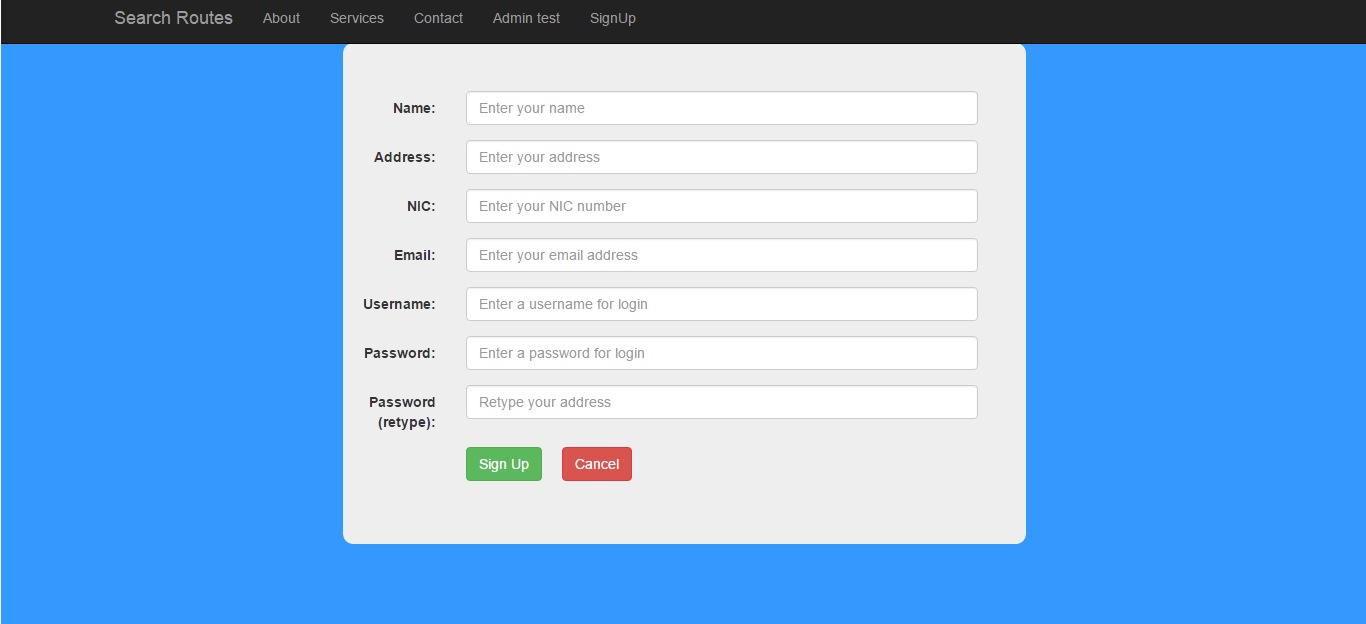 Search Routes About Services Contact Admin test SignUp
Name: Enter your name
Address: Enter your address
NIC: Enter your NIC number
Email: Enter your email address
Username: Enter a username for login
Password: Enter a password for login
Password Retype your address
(retype):
Sign Up Cancel